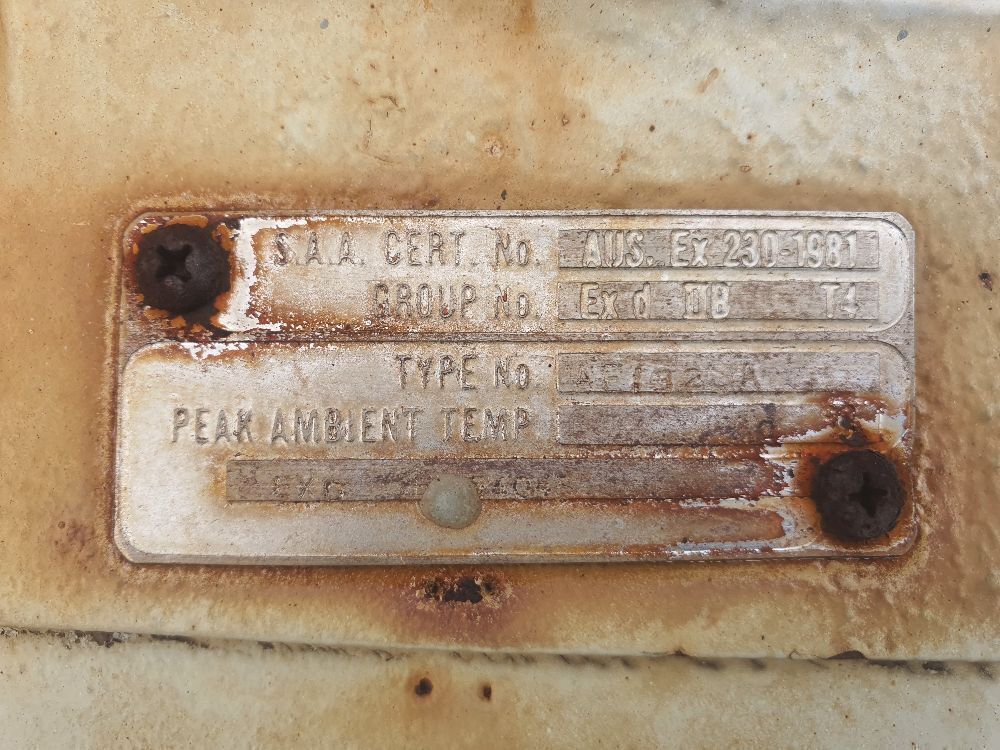 S.A.A. CERT. No. AUS. Ex 230-1981
GROUP No. Ex d IIB T4
TYPE No.
PEAK AMBIENT TEMP.